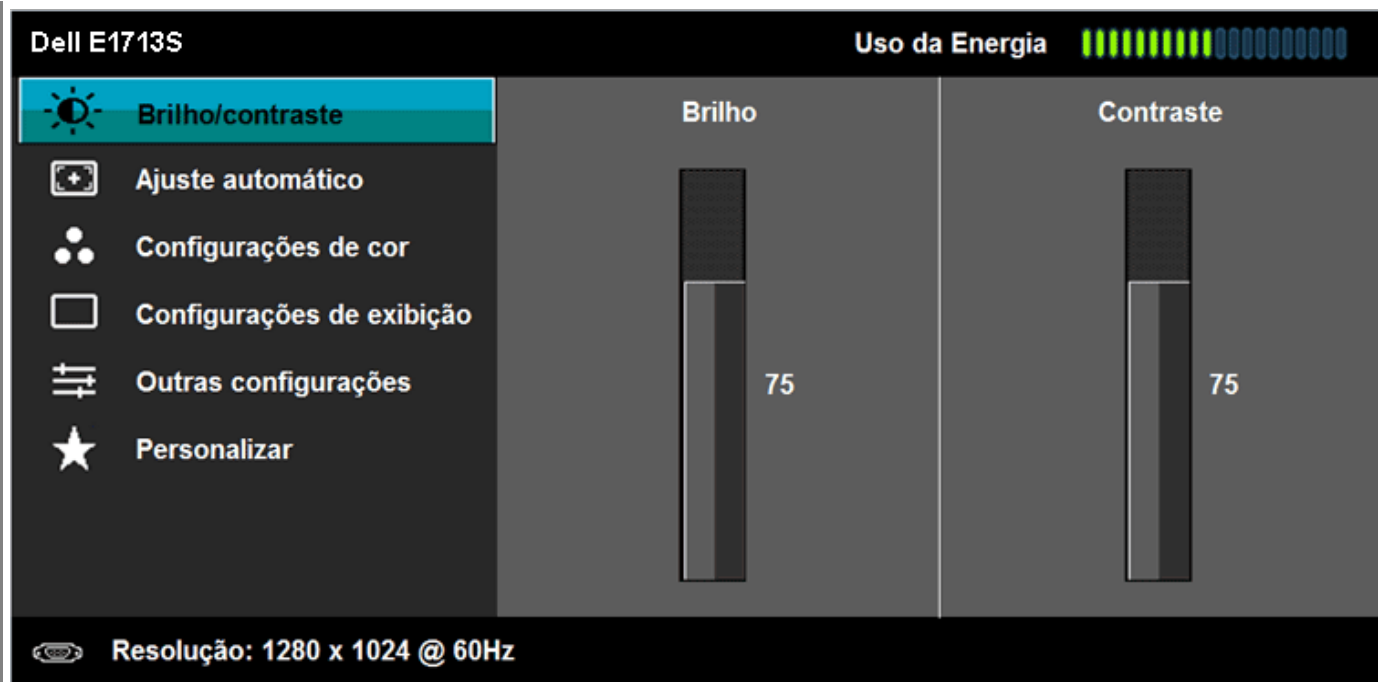 Dell E1713S
Uso da Energia
Brilho/contraste
Ajuste automático
Configurações de cor
Configurações de exibição
Outras configurações
Personalizar
Brilho
75
Contraste
75
Resolução: 1280 x 1024 @ 60Hz